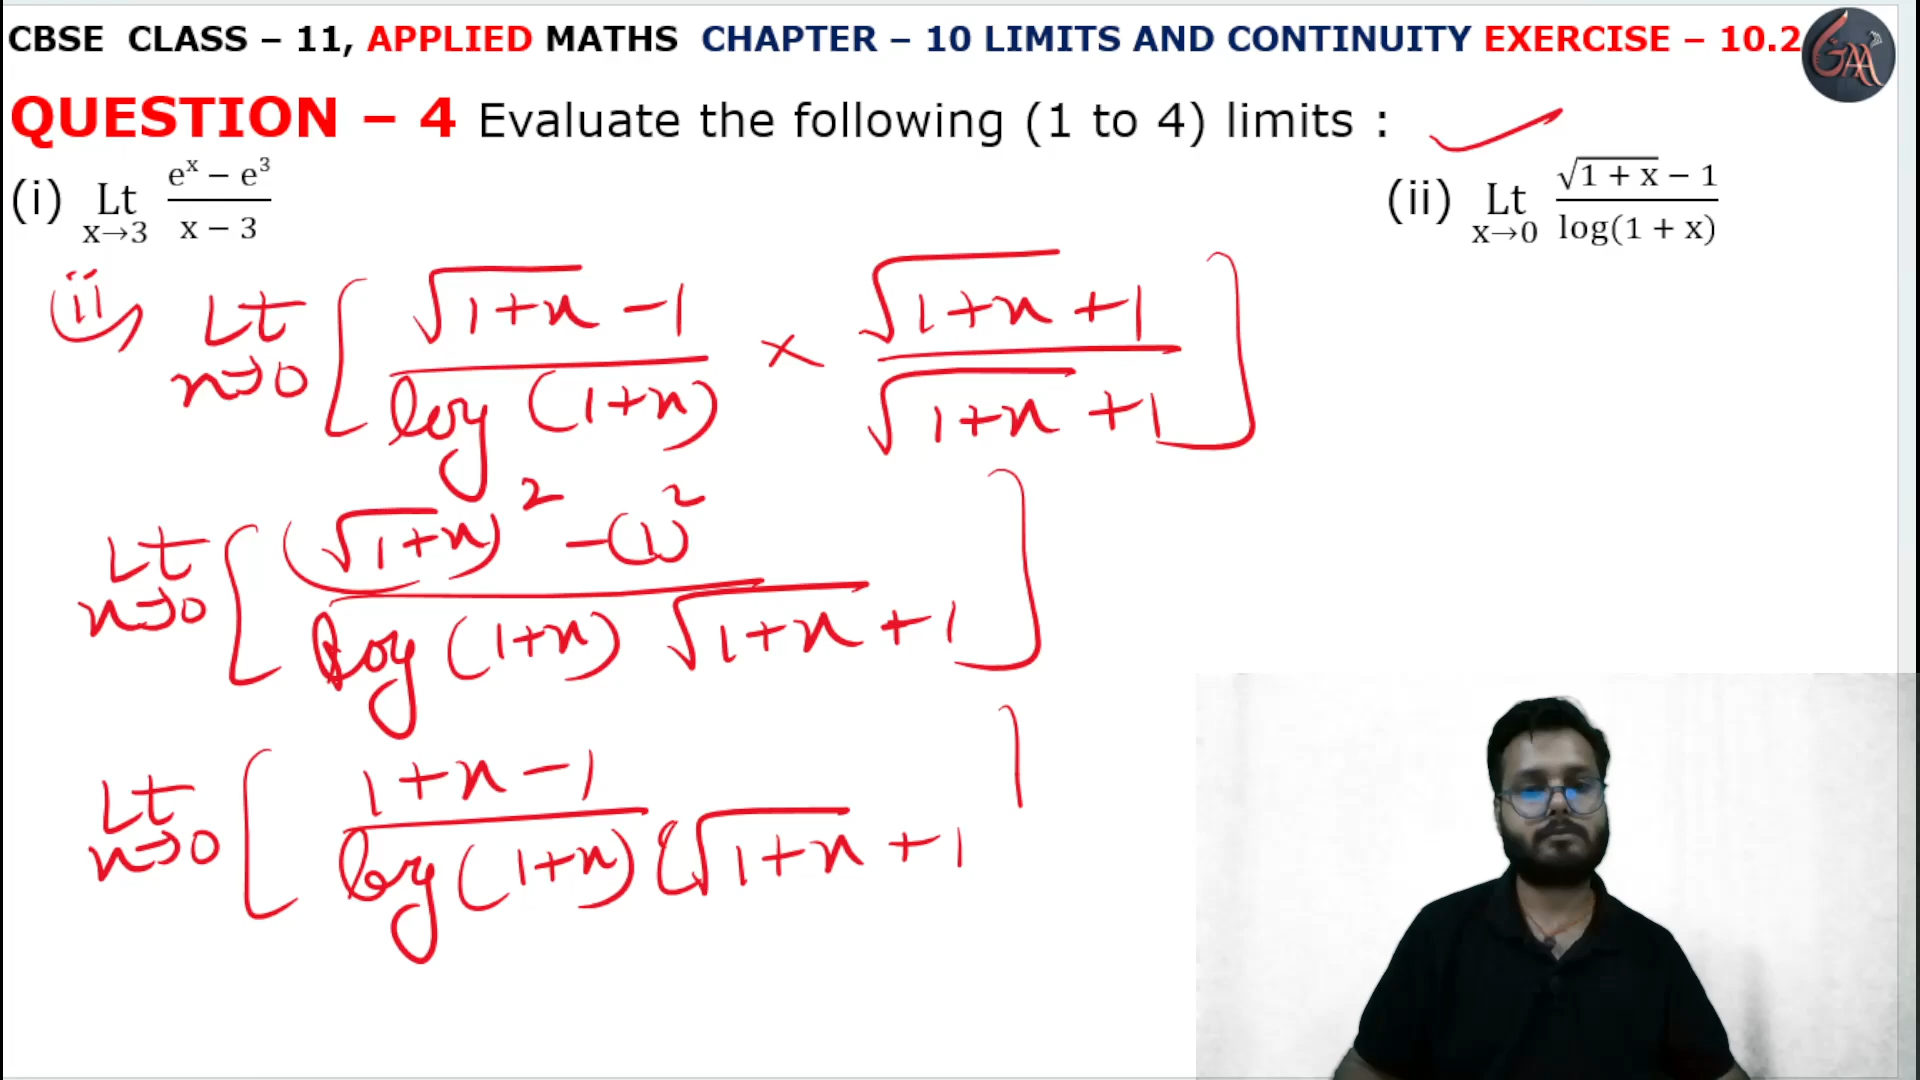 CBSE CLASS – 11, APPLIED MATHS CHAPTER – 10 LIMITS AND CONTINUITY EXERCISE – 10.2
GAA
QUESTION – 4 Evaluate the following (1 to 4) limits :
(i) Lt x→3 (eˣ – e³)/(x – 3)
(ii) Lt x→0 (√(1 + x) – 1)/(log(1 + x))
(ii) Lt x→0 [ (√(1+x) – 1)/(log (1+x)) × (√(1+x) + 1)/(√(1+x) + 1) ]
Lt x→0 [ ((√1+x)² – (1)²)/(log (1+x) √(1+x) + 1) ]
Lt x→0 [ (1+x–1)/(log (1+x) (√(1+x) + 1 ]